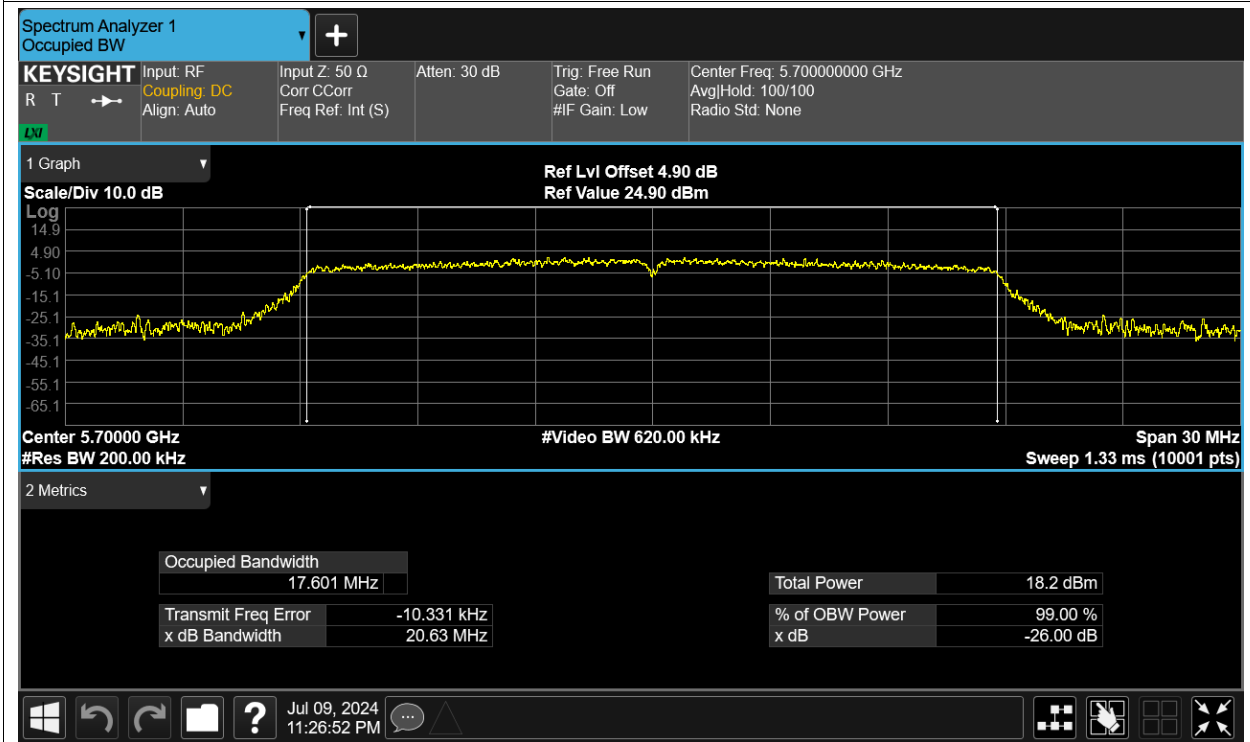 Spectrum Analyzer 1
Occupied BW
KEYSIGHT Input: RF Input Z: 50 Ω Atten: 30 dB Trig: Free Run Center Freq: 5.700000000 GHz
R T Coupling: DC Corr CCorr Gate: Off Avg|Hold: 100/100
Align: Auto Freq Ref: Int (S) #IF Gain: Low Radio Std: None
LXI
1 Graph
Ref Lvl Offset 4.90 dB
Scale/Div 10.0 dB Ref Value 24.90 dBm
Log
14.9
4.90
-5.10
-15.1
-25.1
-35.1
-45.1
-55.1
-65.1
Center 5.70000 GHz #Video BW 620.00 kHz Span 30 MHz
#Res BW 200.00 kHz Sweep 1.33 ms (10001 pts)
2 Metrics
Occupied Bandwidth
17.601 MHz Total Power 18.2 dBm
Transmit Freq Error -10.331 kHz % of OBW Power 99.00 %
x dB Bandwidth 20.63 MHz x dB -26.00 dB
Jul 09, 2024
11:26:52 PM